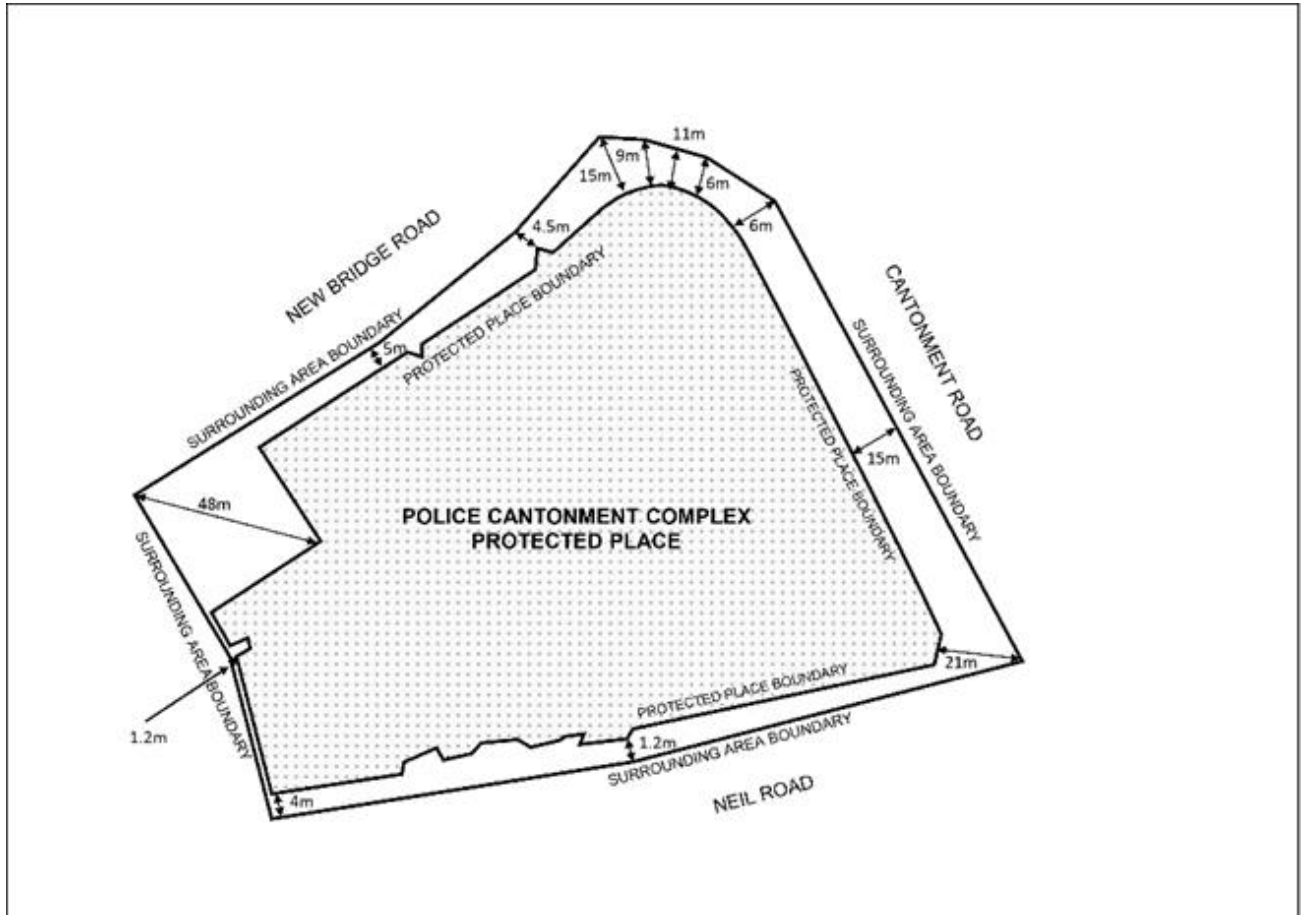 11m
9m
15m
6m
4.5m
6m
NEW BRIDGE ROAD
PROTECTED PLACE BOUNDARY
SURROUNDING AREA BOUNDARY
5m
CANTONMENT ROAD
SURROUNDING AREA BOUNDARY
PROTECTED PLACE BOUNDARY
15m
48m
POLICE CANTONMENT COMPLEX
PROTECTED PLACE
SURROUNDING AREA BOUNDARY
1.2m
21m
PROTECTED PLACE BOUNDARY
1.2m
SURROUNDING AREA BOUNDARY
4m
NEIL ROAD